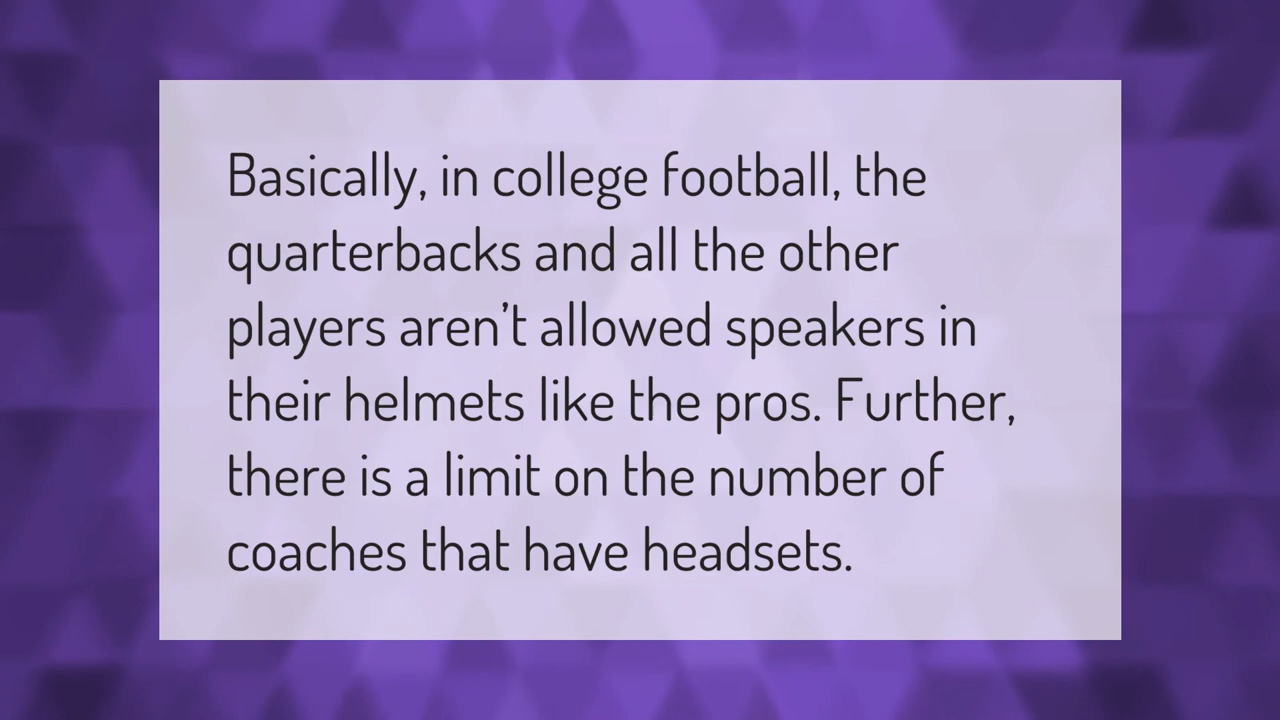 Basically, in college football, the
quarterbacks and all the other
players aren’t allowed speakers in
their helmets like the pros. Further,
there is a limit on the number of
coaches that have headsets.